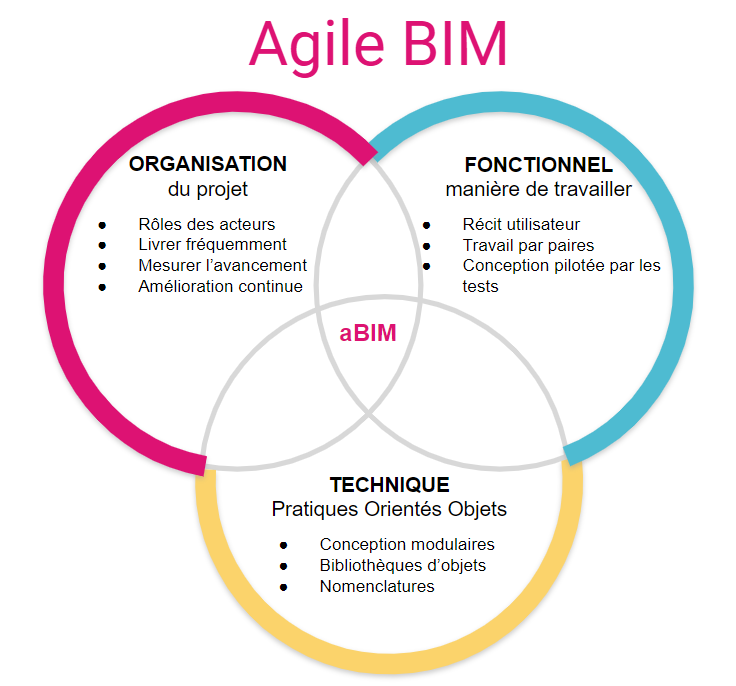 Agile BIM
ORGANISATION
du projet
● Rôles des acteurs
● Livrer fréquemment
● Mesurer l’avancement
● Amélioration continue
FONCTIONNEL
manière de travailler
● Récit utilisateur
● Travail par paires
● Conception pilotée par les
tests
aBIM
TECHNIQUE
Pratiques Orientés Objets
● Conception modulaires
● Bibliothèques d’objets
● Nomenclatures